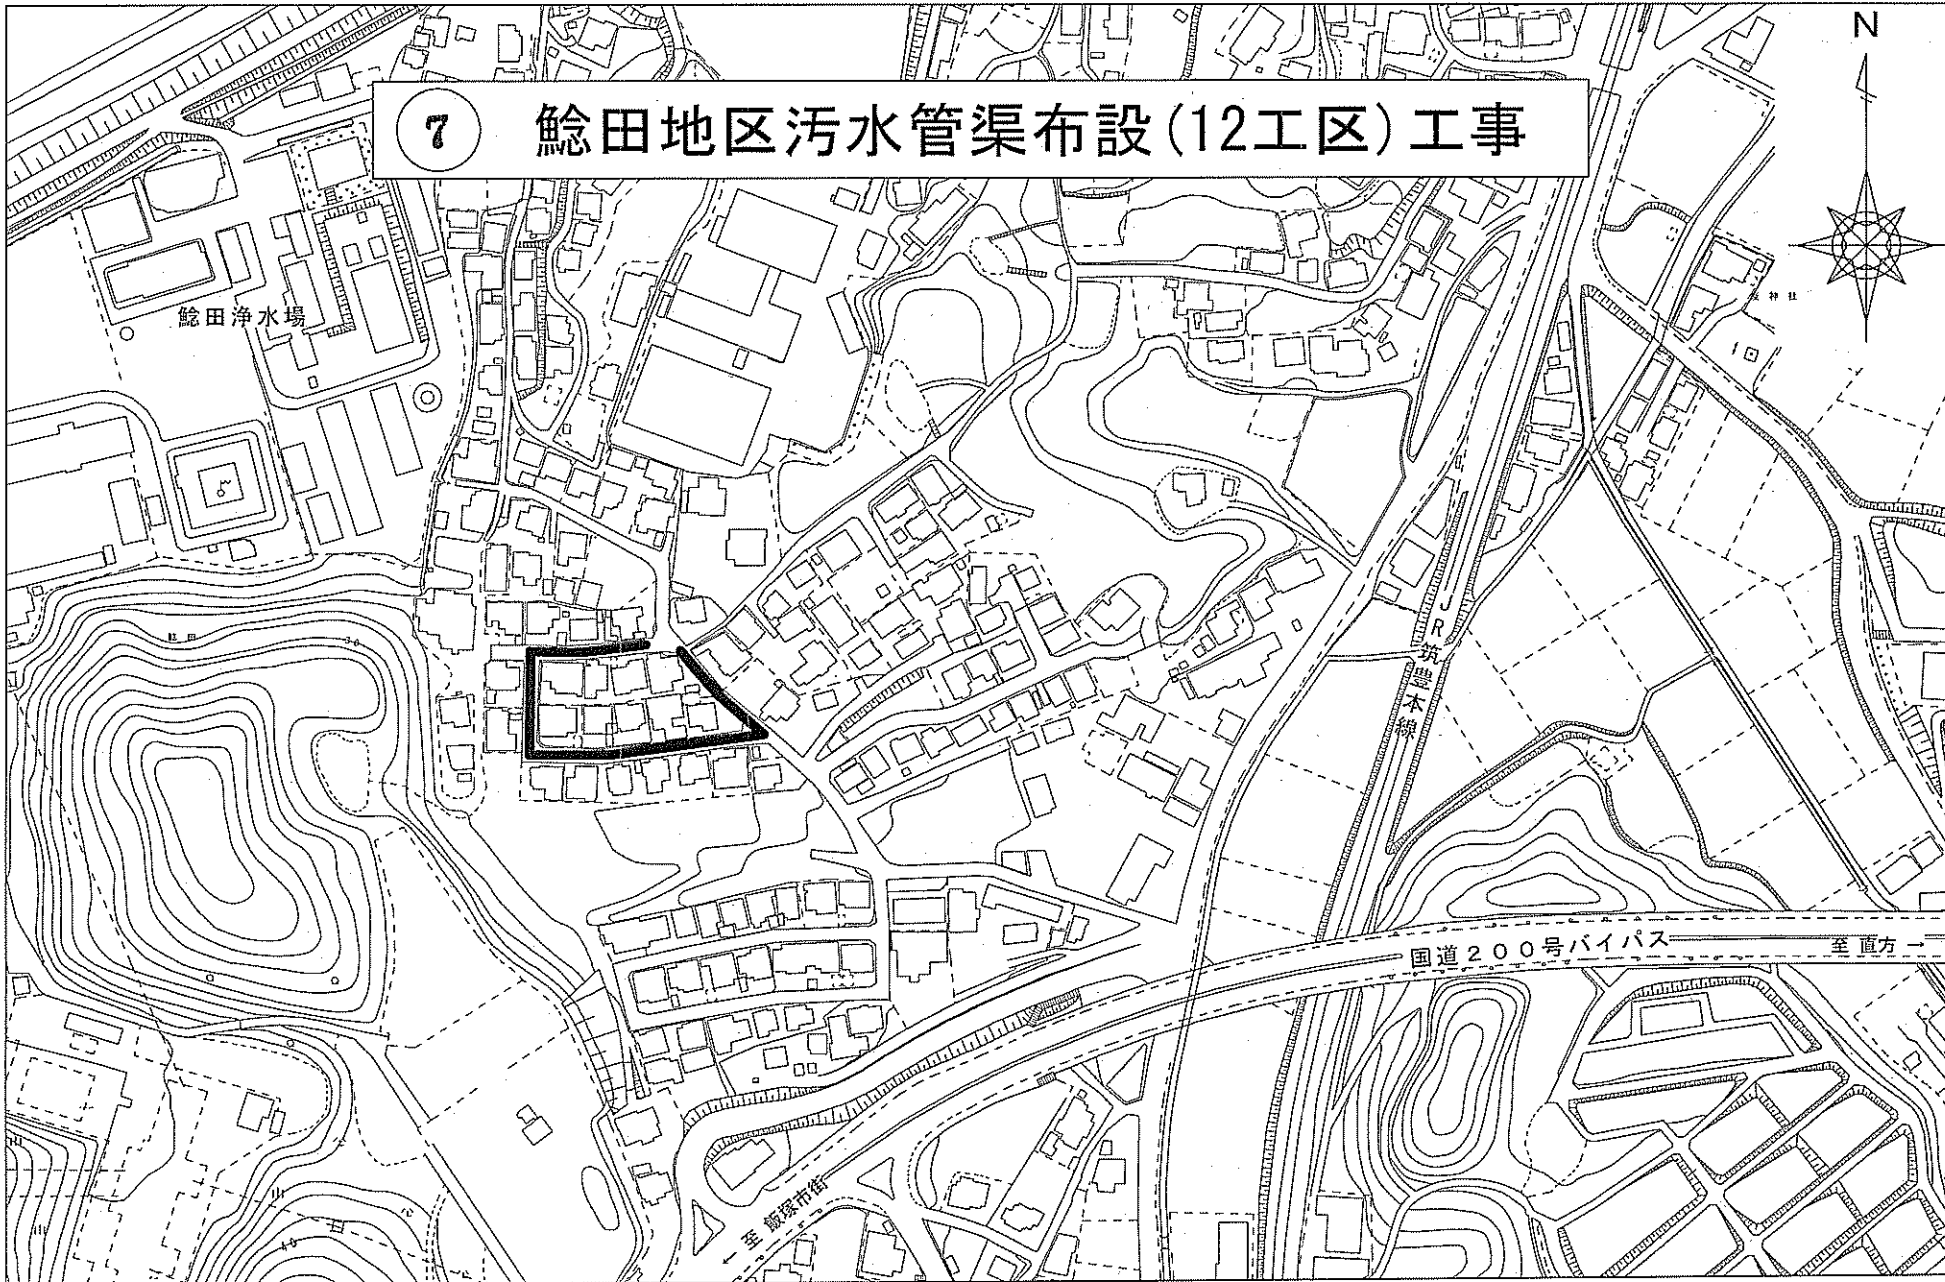 N
7 鯰田地区汚水管渠布設(12工区)工事
鯰田浄水場
JR筑豊本線
国道200号バイパス
至 直方 →
← 至 飯塚市街